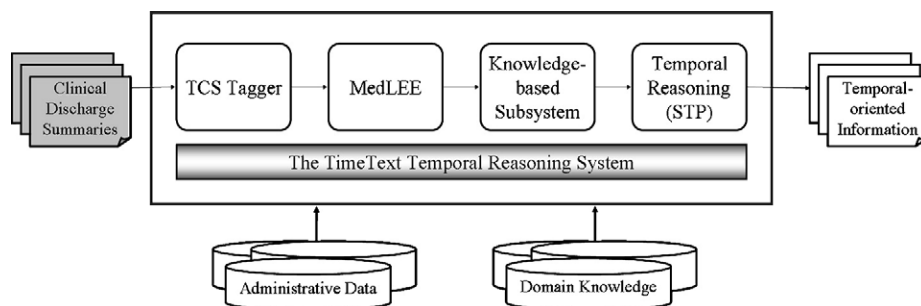 Clinical
Discharge
Summaries
TCS Tagger
MedLEE
Knowledge-
based
Subsystem
Temporal
Reasoning
(STP)
Temporal-
oriented
Information
The TimeText Temporal Reasoning System
Administrative Data
Domain Knowledge